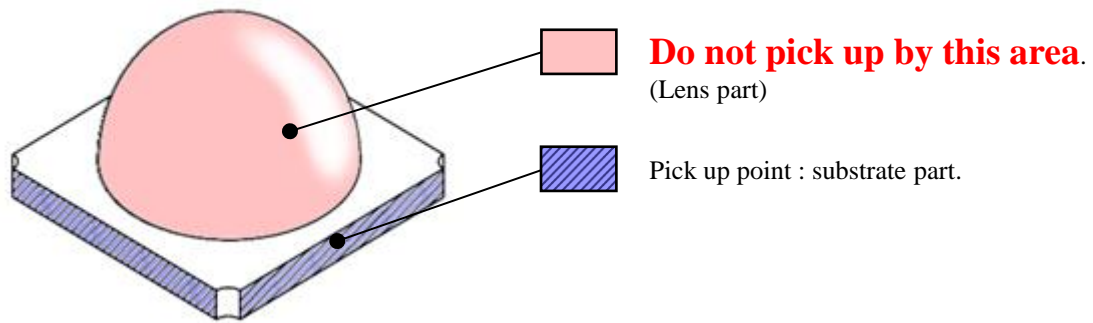 Do not pick up by this area.
(Lens part)
Pick up point : substrate part.